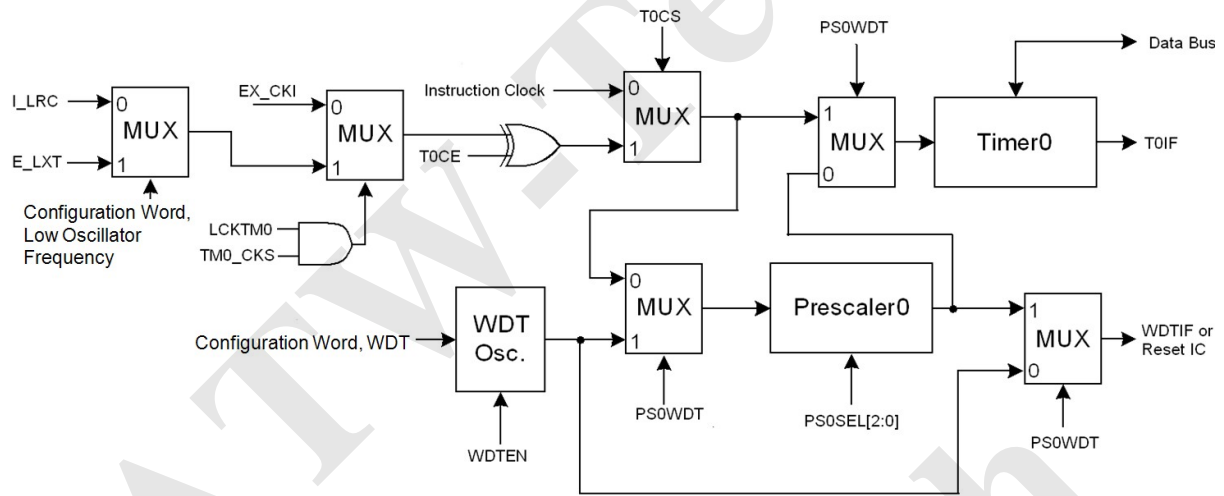 T0CS
PS0WDT
Data Bus
I_LRC
0
MUX
E_LXT
1
Configuration Word,
Low Oscillator
Frequency
EX_CKI
0
MUX
1
LCKTM0
TM0_CKS
T0CE
Instruction Clock
0
MUX
1
1
MUX
0
Timer0
T0IF
Configuration Word, WDT
WDT
Osc.
WDTEN
0
MUX
1
PS0WDT
Prescaler0
PS0SEL[2:0]
1
MUX
0
PS0WDT
WDTIF or
Reset IC